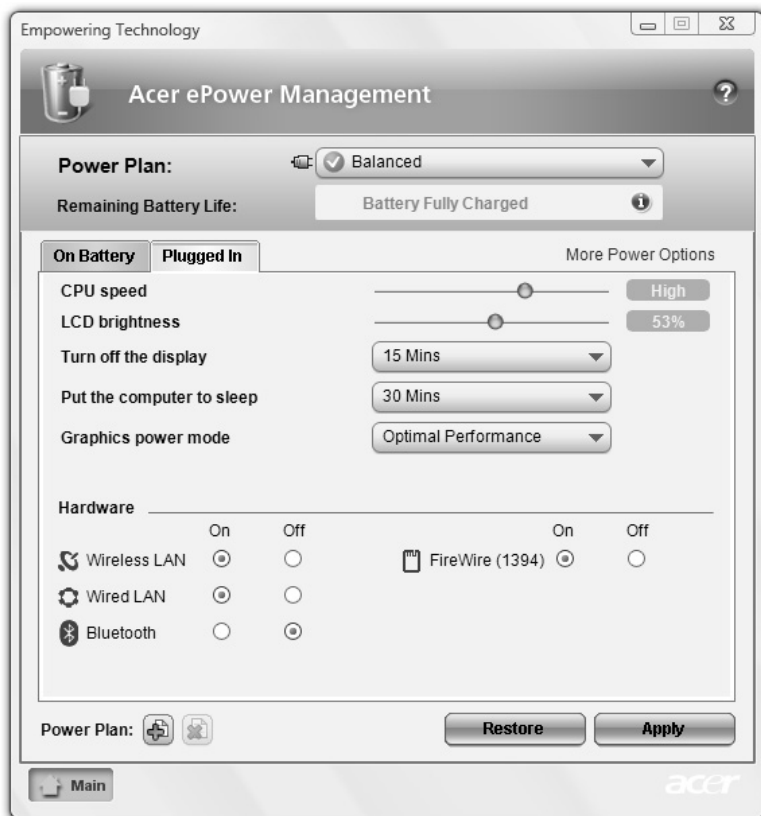 Empowering Technology
Acer ePower Management ?
Power Plan: Balanced
Remaining Battery Life: Battery Fully Charged i
On Battery Plugged In More Power Options
CPU speed High
LCD brightness 53%
Turn off the display 15 Mins
Put the computer to sleep 30 Mins
Graphics power mode Optimal Performance
Hardware
On Off On Off
Wireless LAN FireWire (1394)
Wired LAN
Bluetooth
Power Plan: Restore Apply
Main acer